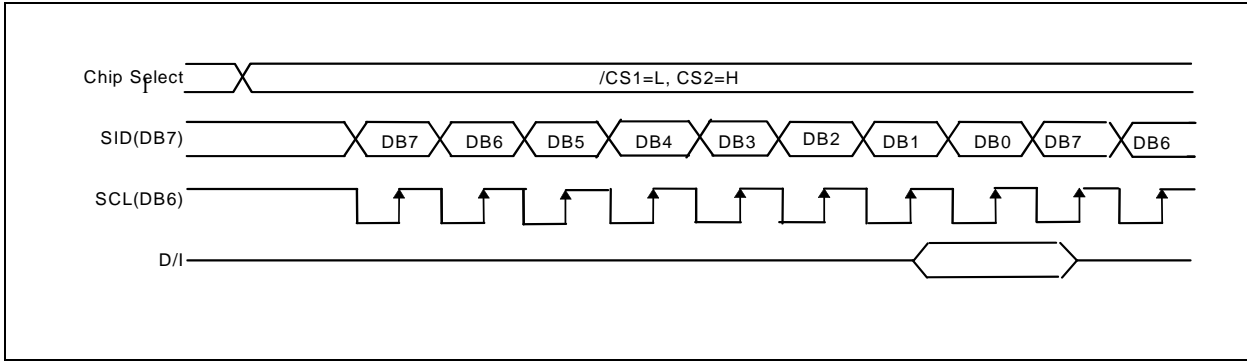 Chip Select
/CS1=L, CS2=H
SID(DB7)
DB7 DB6 DB5 DB4 DB3 DB2 DB1 DB0 DB7 DB6
SCL(DB6)
D/I